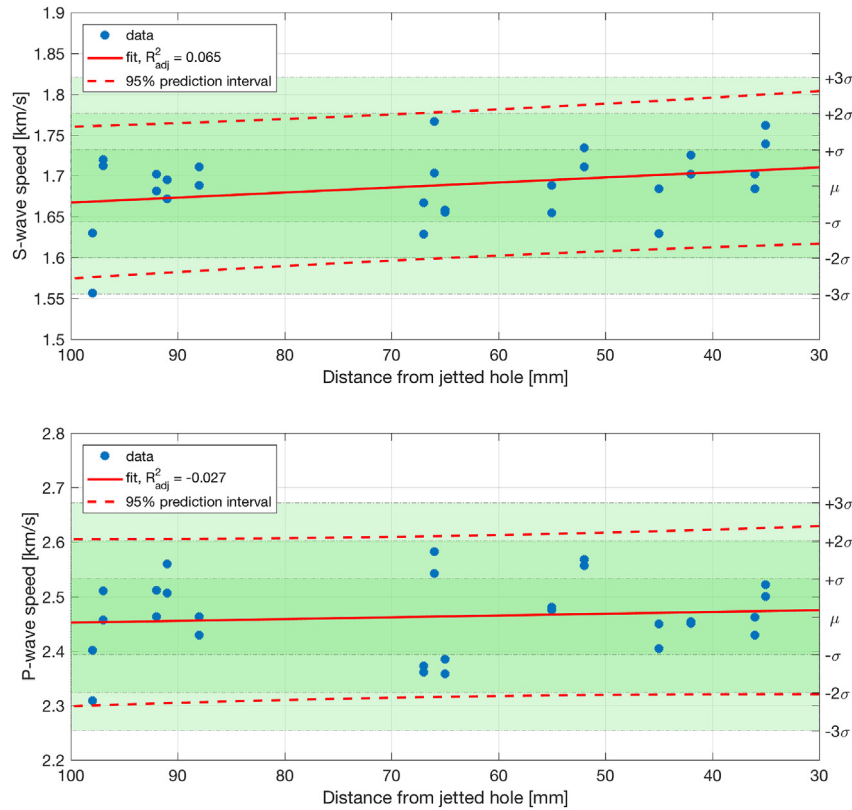 1.9
1.8
1.75
1.7
1.65
1.6
1.55
1.5
S-wave speed [km/s]
data
fit, R²adj = 0.065
95% prediction interval
+3σ
+2σ
+σ
μ
-σ
-2σ
-3σ
100 90 80 70 60 50 40 30
Distance from jetted hole [mm]
2.8
2.7
2.6
2.5
2.4
2.3
2.2
P-wave speed [km/s]
data
fit, R²adj = -0.027
95% prediction interval
+3σ
+2σ
+σ
μ
-σ
-2σ
-3σ
100 90 80 70 60 50 40 30
Distance from jetted hole [mm]